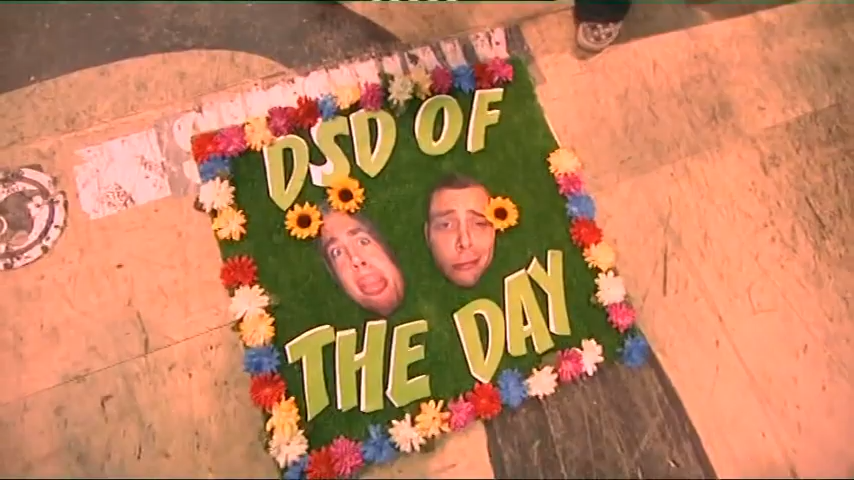 DSD OF
THE DAY